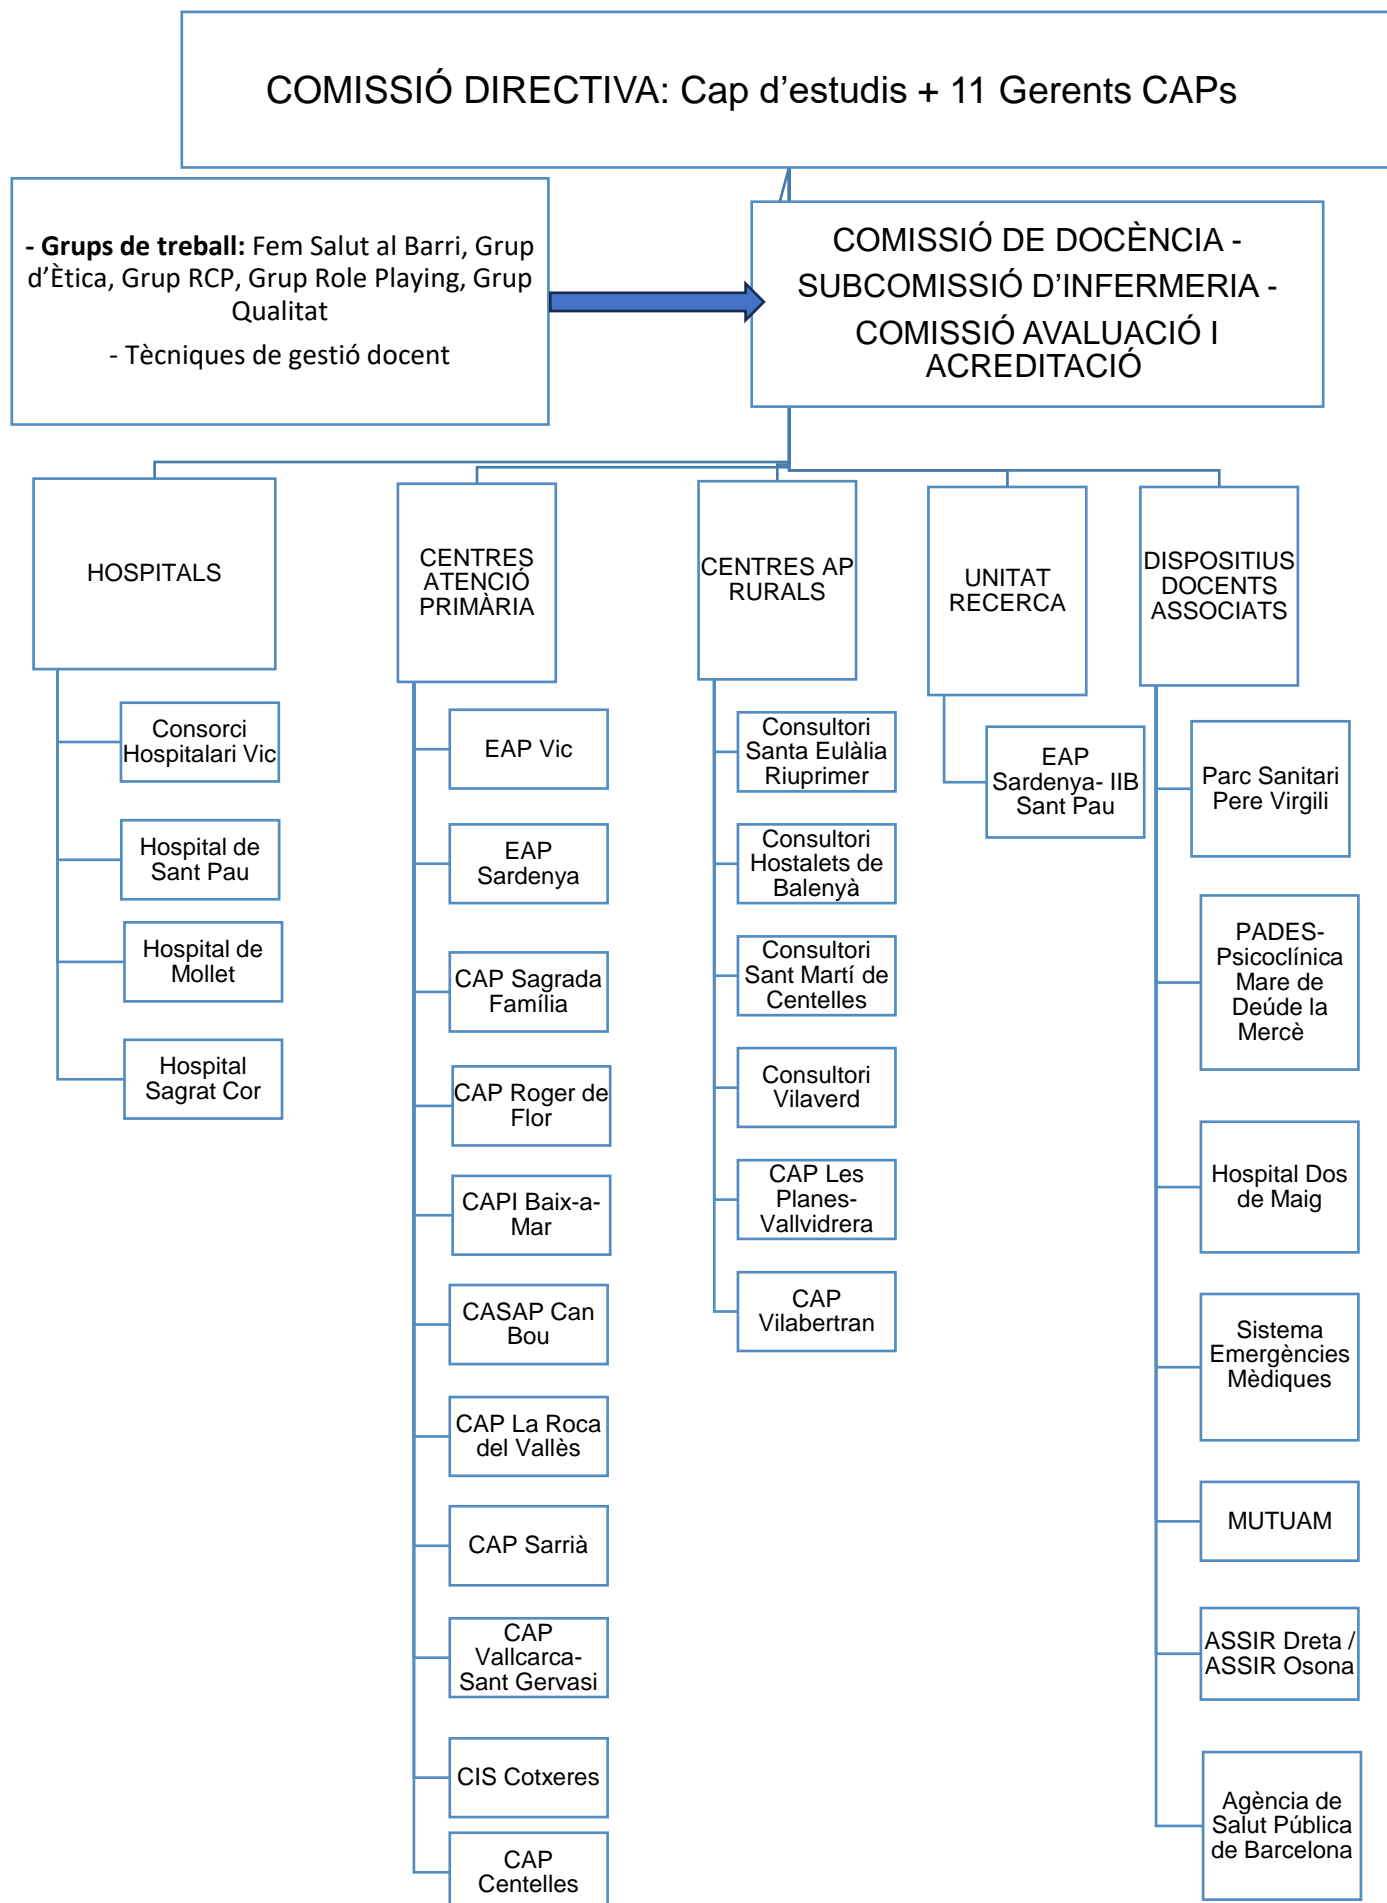 COMISSIÓ DIRECTIVA: Cap d’estudis + 11 Gerents CAPs
- Grups de treball: Fem Salut al Barri, Grup
d’Ètica, Grup RCP, Grup Role Playing, Grup
Qualitat
- Tècniques de gestió docent
COMISSIÓ DE DOCÈNCIA -
SUBCOMISSIÓ D’INFERMERIA -
COMISSIÓ AVALUACIÓ I
ACREDITACIÓ
HOSPITALS
Consorci
Hospitalari Vic
Hospital de
Sant Pau
Hospital de
Mollet
Hospital
Sagrat Cor
CENTRES
ATENCIÓ
PRIMÀRIA
EAP Vic
EAP
Sardenya
CAP Sagrada
Família
CAP Roger de
Flor
CAPI Baix-a-
Mar
CASAP Can
Bou
CAP La Roca
del Vallès
CAP Sarrià
CAP
Vallcarca-
Sant Gervasi
CIS Cotxeres
CAP
Centelles
CENTRES AP
RURALS
Consultori
Santa Eulàlia
Riuprimer
Consultori
Hostalets de
Balenyà
Consultori
Sant Martí de
Centelles
Consultori
Vilaverd
CAP Les
Planes-
Vallvidrera
CAP
Vilabertran
UNITAT
RECERCA
EAP
Sardenya- IIB
Sant Pau
DISPOSITIUS
DOCENTS
ASSOCIATS
Parc Sanitari
Pere Virgili
PADES-
Psicoclínica
Mare de
Deúde la
Mercè
Hospital Dos
de Maig
Sistema
Emergències
Mèdiques
MUTUAM
ASSIR Dreta /
ASSIR Osona
Agència de
Salut Pública
de Barcelona